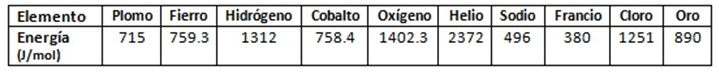 Elemento Plomo Fierro Hidrógeno Cobalto Oxígeno Helio Sodio Francio Cloro Oro
Energía (J/mol) 715 759.3 1312 758.4 1402.3 2372 496 380 1251 890